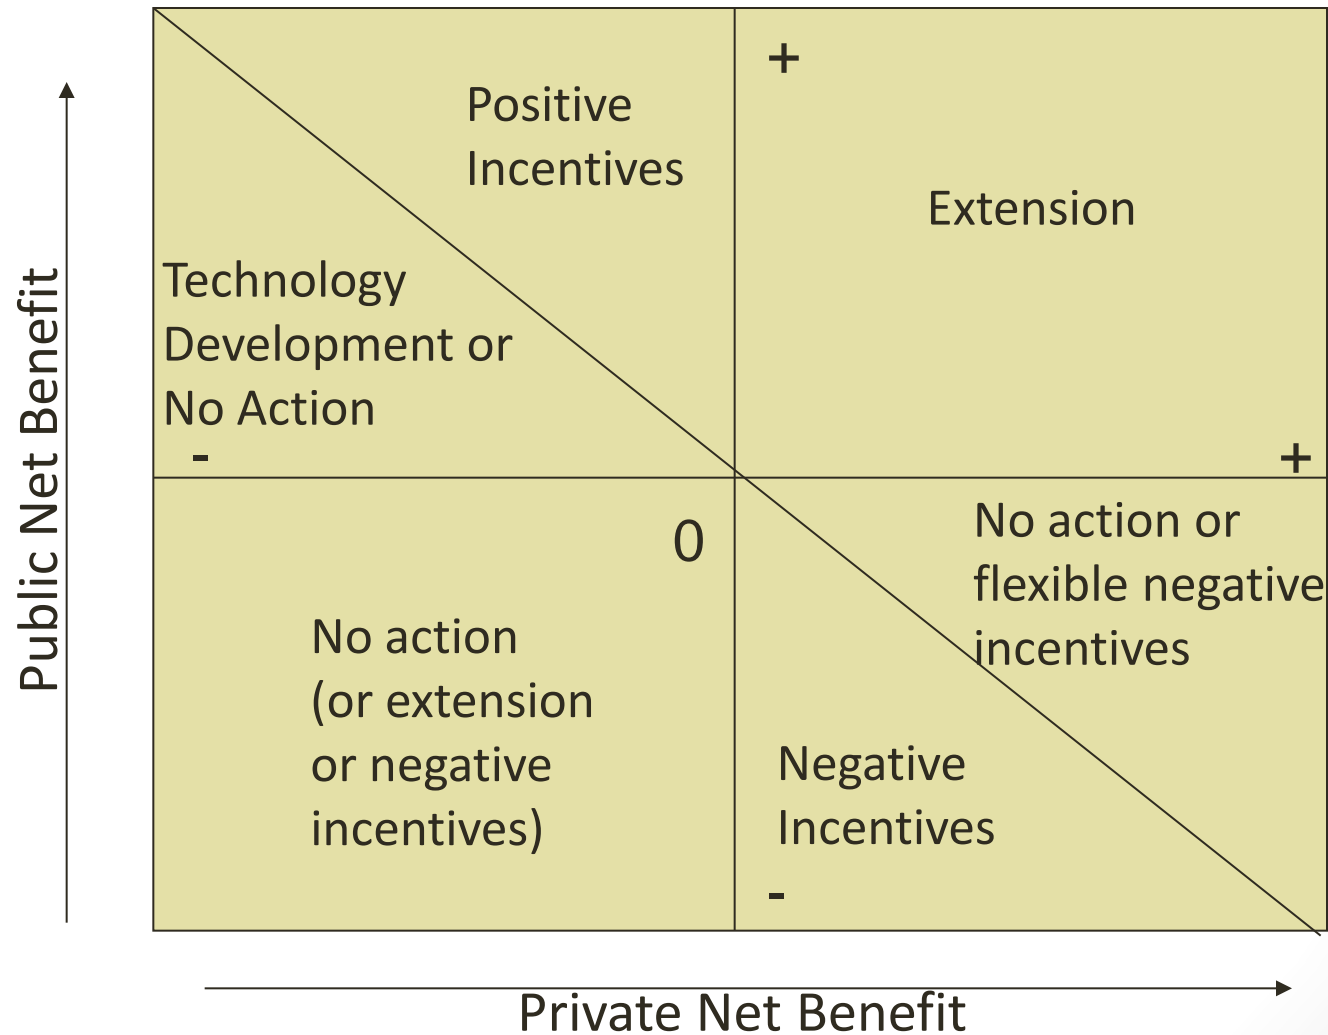 +
Positive
Incentives
Extension
Technology
Development or
No Action
-
+
0
No action or
flexible negative
incentives
No action
(or extension
or negative
incentives)
Negative
Incentives
-
Public Net Benefit
Private Net Benefit